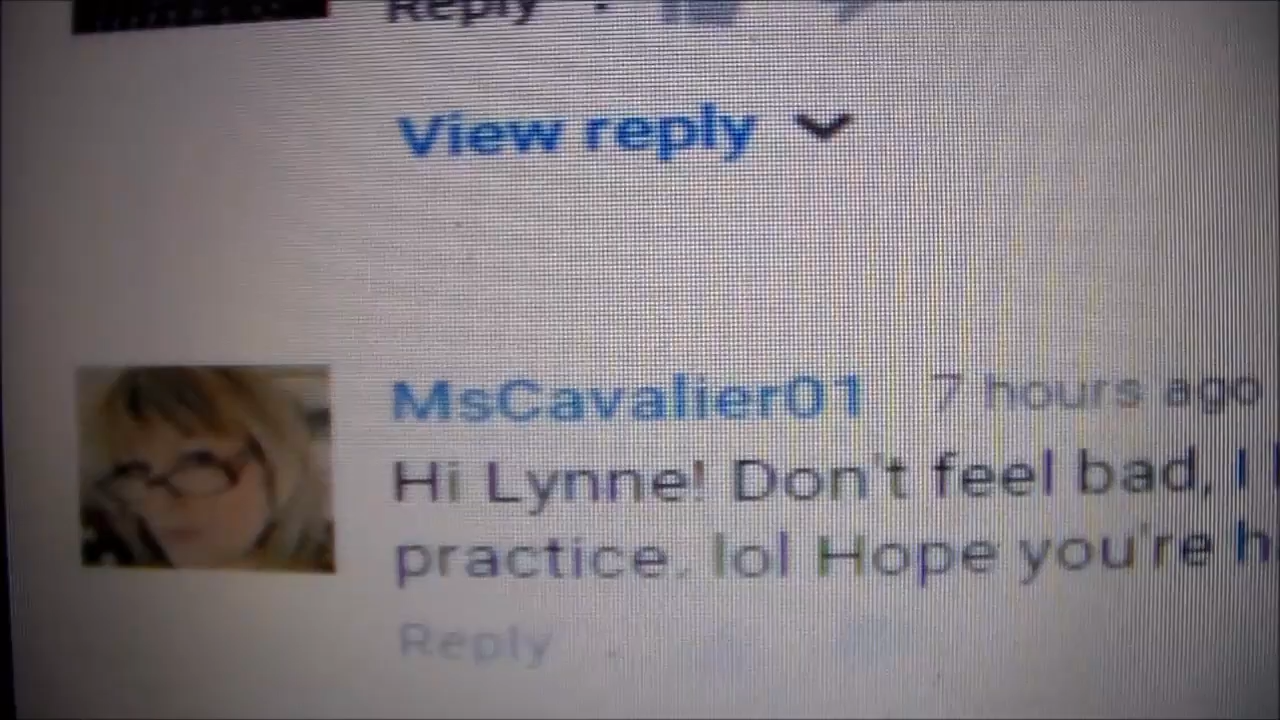 Reply
View reply
MsCavalier01 7 hours ago
Hi Lynne! Don't feel bad, I
practice. lol Hope you're
Reply